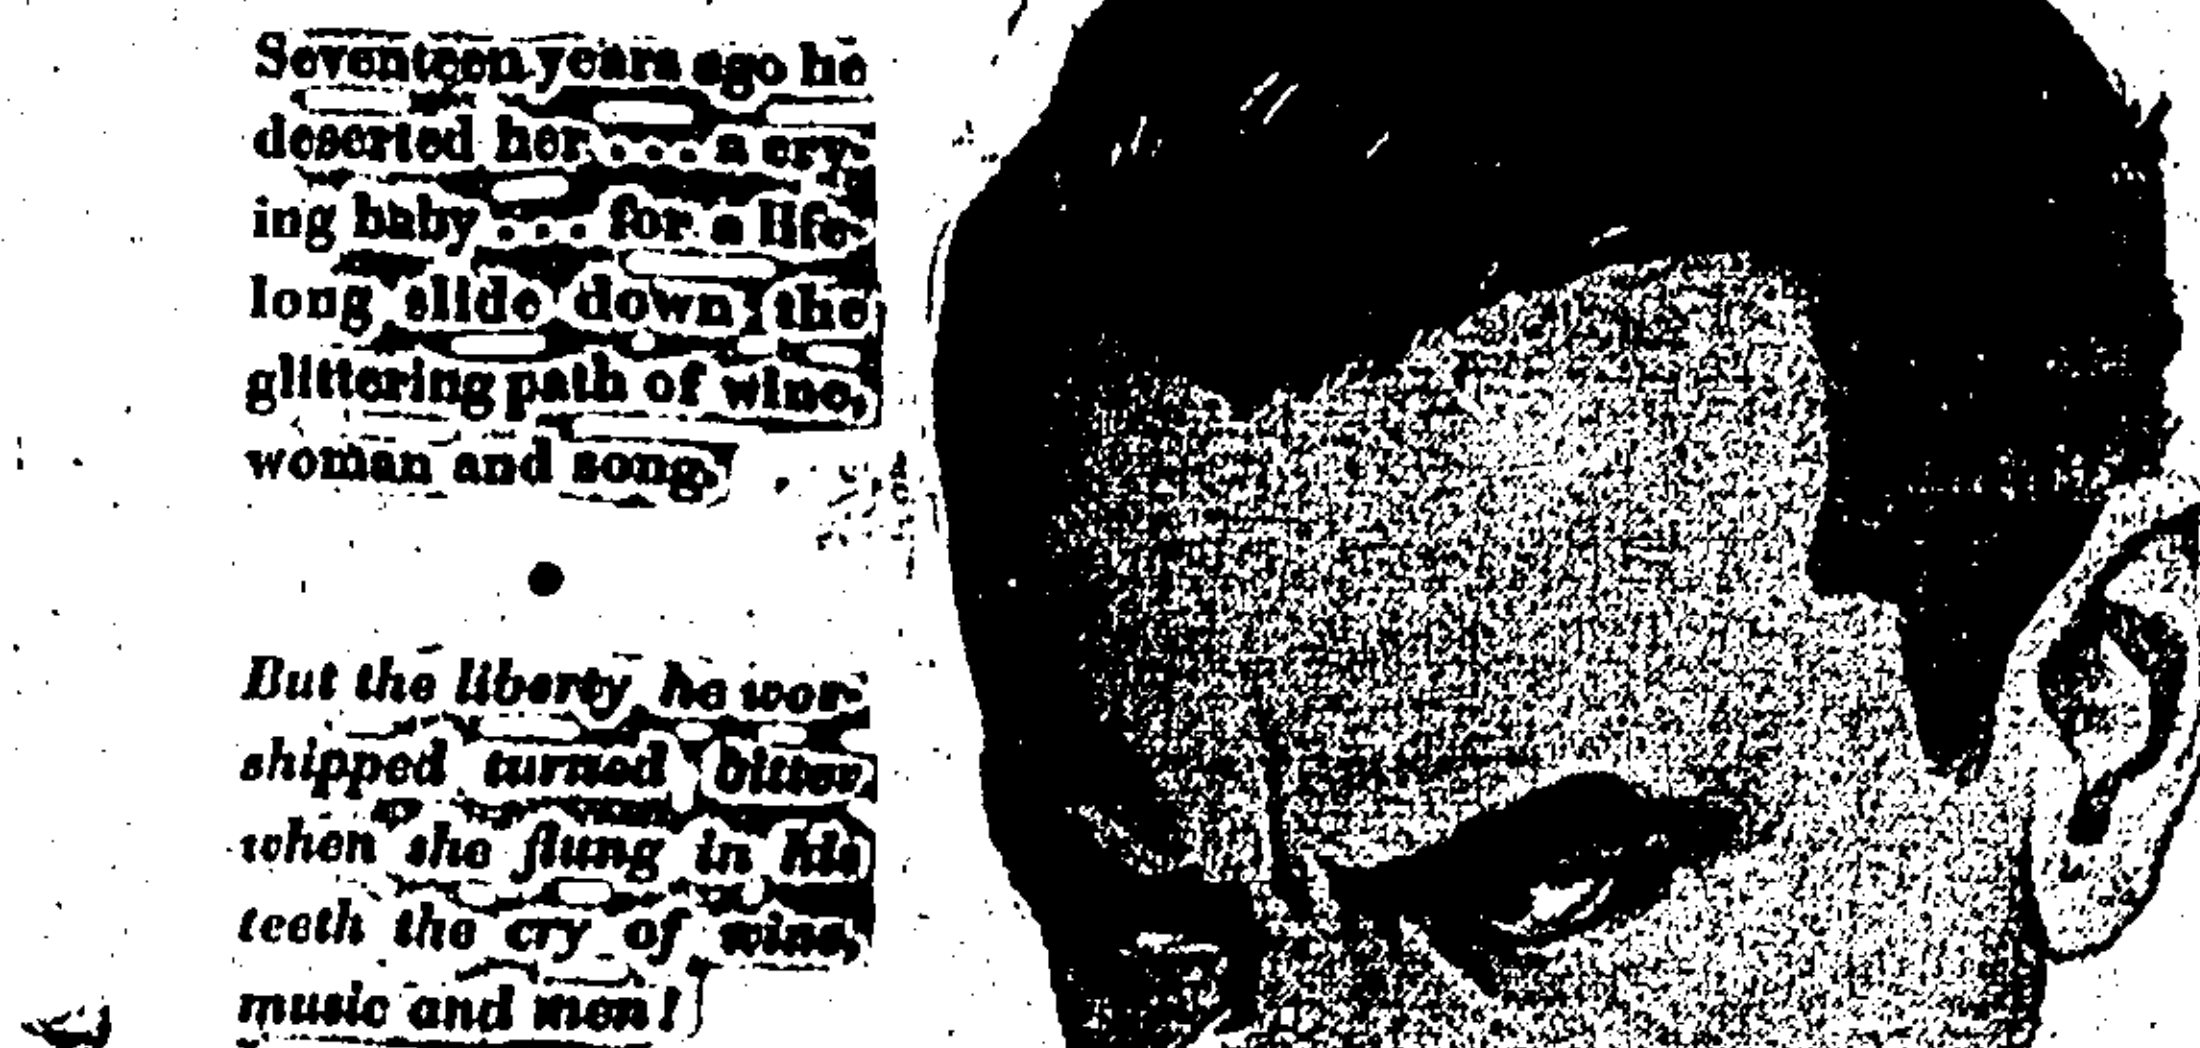 Seventeen years ago he
deserted her . . . a cry-
ing baby . . . for a life-
long slide down the
glittering path of wine,
woman and song.
But the liberty he wor-
shipped turned bitter
when she flung in his
teeth the cry of wine,
music and men!